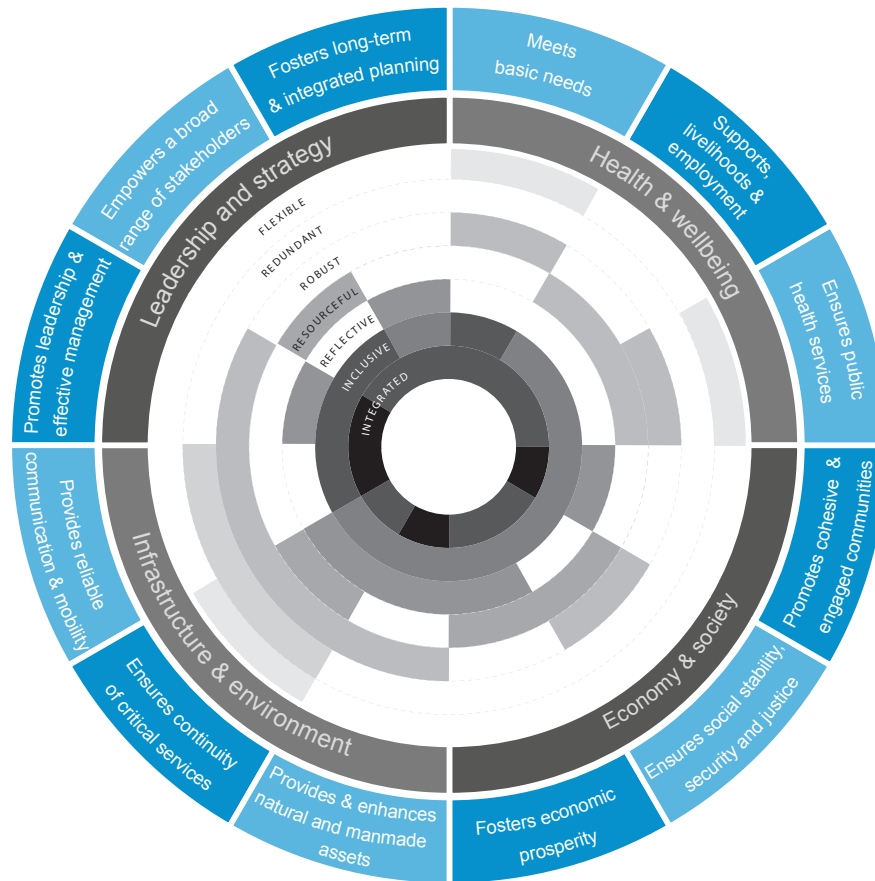 Meets
basic needs
Supports,
livelihoods &
employment
Ensures public
health services
Promotes cohesive &
engaged communities
Ensures social stability,
security and justice
Fosters economic
prosperity
Provides & enhances
natural and manmade
assets
Ensures continuity
of critical services
Provides reliable
communication & mobility
Promotes leadership &
effective management
Empowers a broad
range of stakeholders
Fosters long-term
& integrated planning
Health & wellbeing
Economy & society
Infrastructure & environment
Leadership and strategy
FLEXIBLE
REDUNDANT
ROBUST
RESOURCEFUL
REFLECTIVE
INCLUSIVE
INTEGRATED